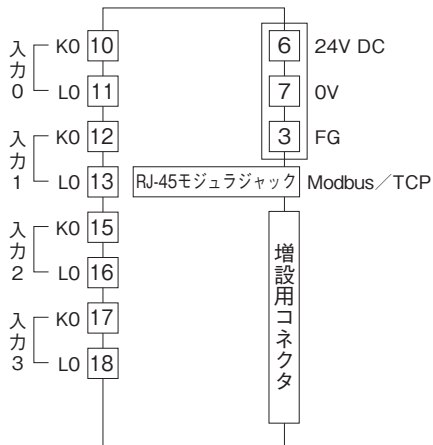 入力0
K0 10
L0 11
入力1
K0 12
L0 13
入力2
K0 15
L0 16
入力3
K0 17
L0 18
6 24V DC
7 0V
3 FG
RJ-45モジュラジャック Modbus／TCP
増設用コネクタ